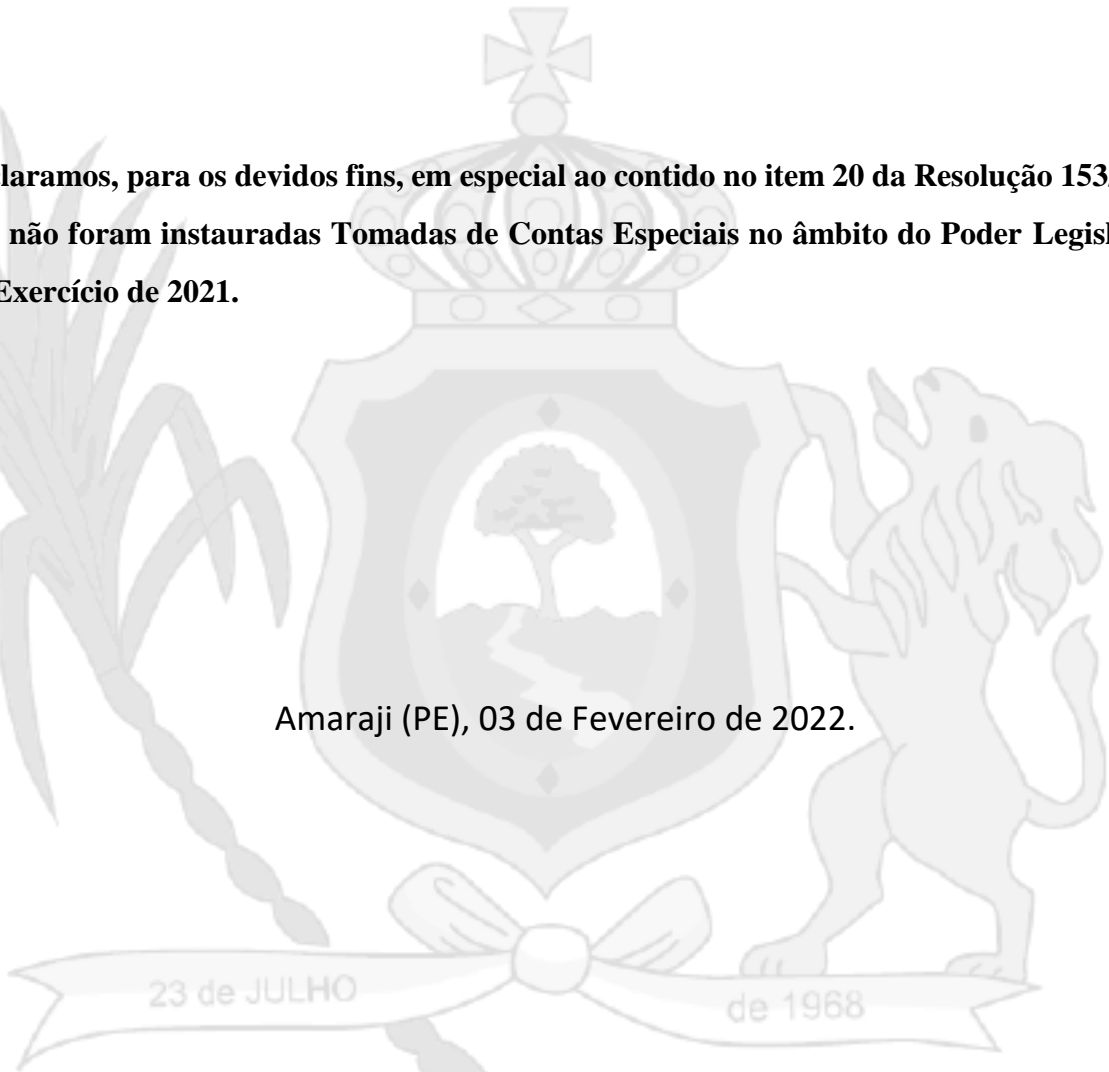 laramos, para os devidos fins, em especial ao contido no item 20 da Resolução 153
não foram instauradas Tomadas de Contas Especiais no âmbito do Poder Legisl
Exercício de 2021.
Amaraji (PE), 03 de Fevereiro de 2022.
23 de JULHO de 1968